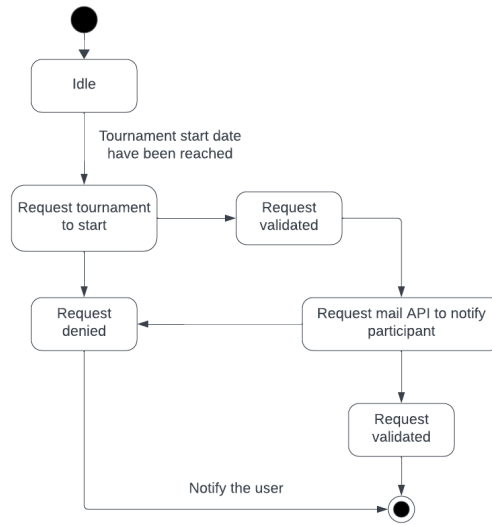 Idle
Tournament start date
have been reached
Request tournament
to start
Request
validated
Request
denied
Request mail API to notify
participant
Request
validated
Notify the user